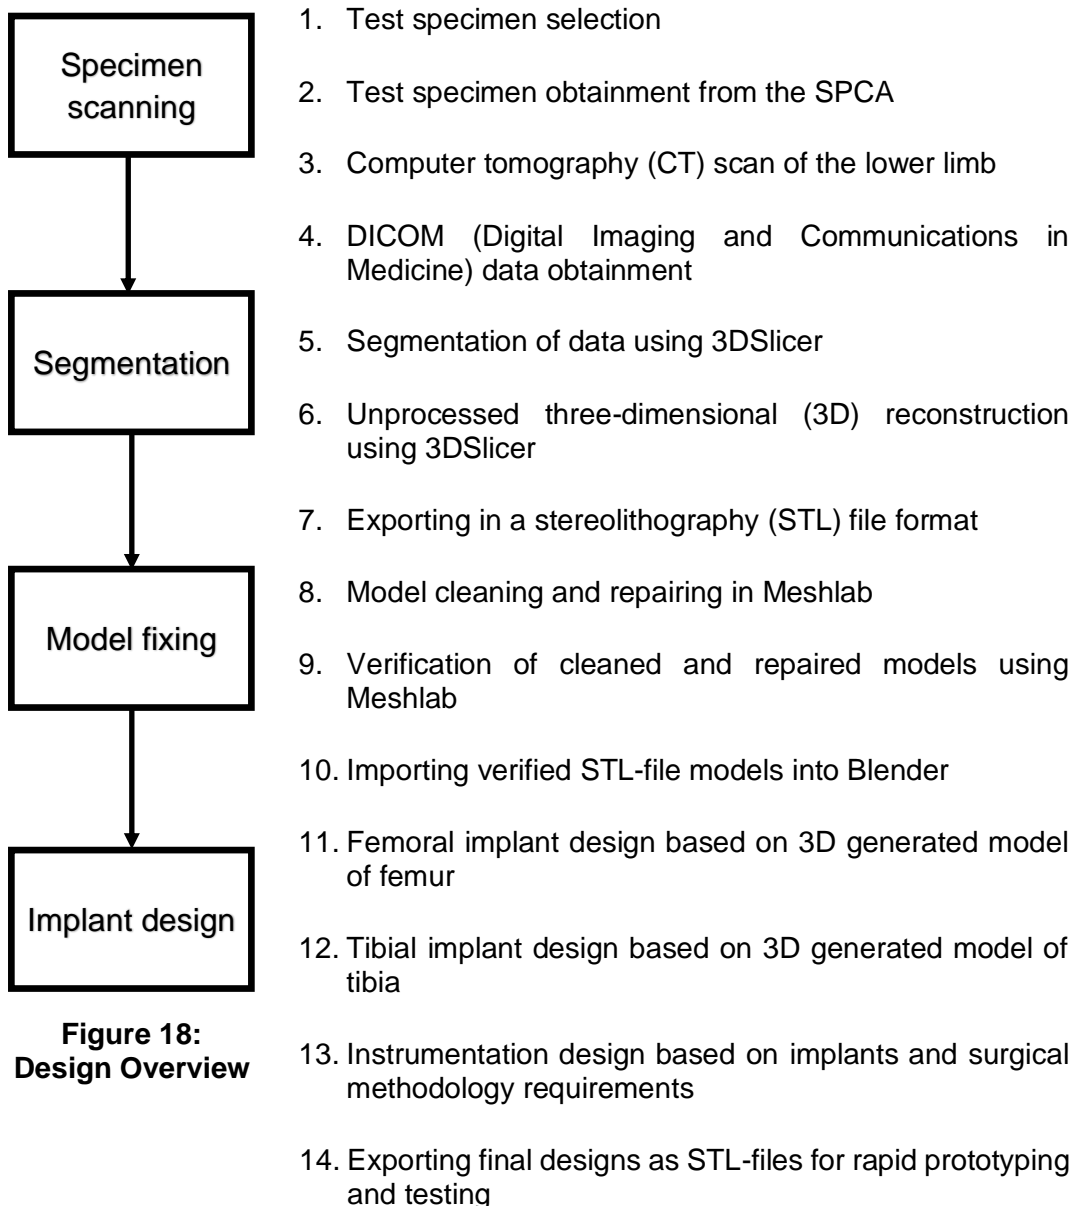 Specimen
scanning
Segmentation
Model fixing
Implant design
Figure 18:
Design Overview
1. Test specimen selection
2. Test specimen obtainment from the SPCA
3. Computer tomography (CT) scan of the lower limb
4. DICOM (Digital Imaging and Communications in
Medicine) data obtainment
5. Segmentation of data using 3DSlicer
6. Unprocessed three-dimensional (3D) reconstruction
using 3DSlicer
7. Exporting in a stereolithography (STL) file format
8. Model cleaning and repairing in Meshlab
9. Verification of cleaned and repaired models using
Meshlab
10. Importing verified STL-file models into Blender
11. Femoral implant design based on 3D generated model
of femur
12. Tibial implant design based on 3D generated model of
tibia
13. Instrumentation design based on implants and surgical
methodology requirements
14. Exporting final designs as STL-files for rapid prototyping
and testing